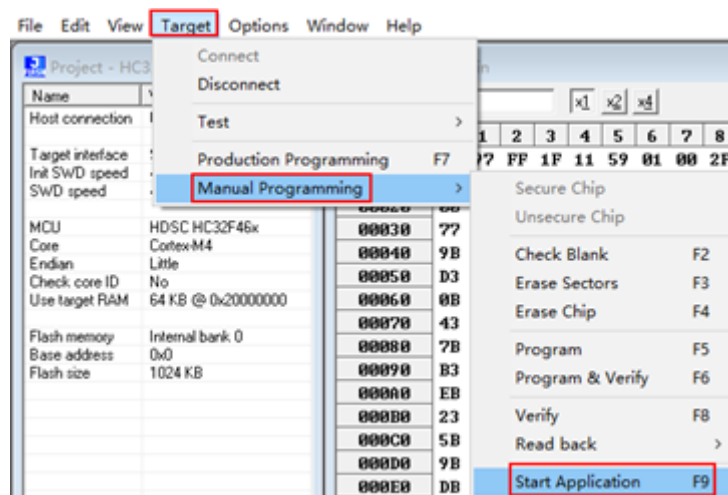 File Edit View Target Options Window Help
Project - HC3
Name
Host connection
Target interface
Init SWD speed
SWD speed
MCU HDSC HC32F46x
Core Cortex-M4
Endian Little
Check core ID No
Use target RAM 64 KB @ 0x20000000
Flash memory Internal bank 0
Base address 0x0
Flash size 1024 KB
Connect
Disconnect
Test >
Production Programming F7
Manual Programming >
x1 x2 x4
1 2 3 4 5 6 7 8
FF 1F 11 59 01 00 2F
00030 77
00040 9B
00050 D3
00060 0B
00070 43
00080 7B
00090 B3
000A0 EB
000B0 23
000C0 5B
000D0 9B
000E0 DB
Secure Chip
Unsecure Chip
Check Blank F2
Erase Sectors F3
Erase Chip F4
Program F5
Program & Verify F6
Verify F8
Read back >
Start Application F9